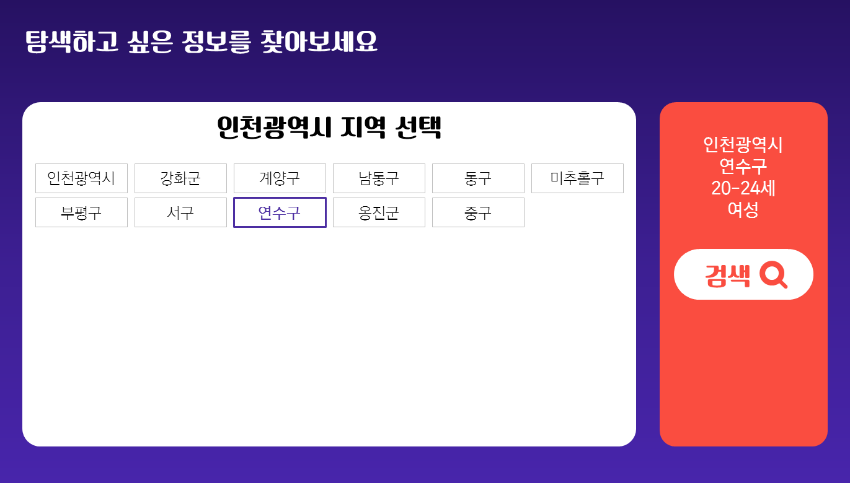 탐색하고 싶은 정보를 찾아보세요
인천광역시 지역 선택
인천광역시 강화군 계양구 남동구 동구 미추홀구
부평구 서구 연수구 옹진군 중구
인천광역시
연수구
20-24세
여성
검색